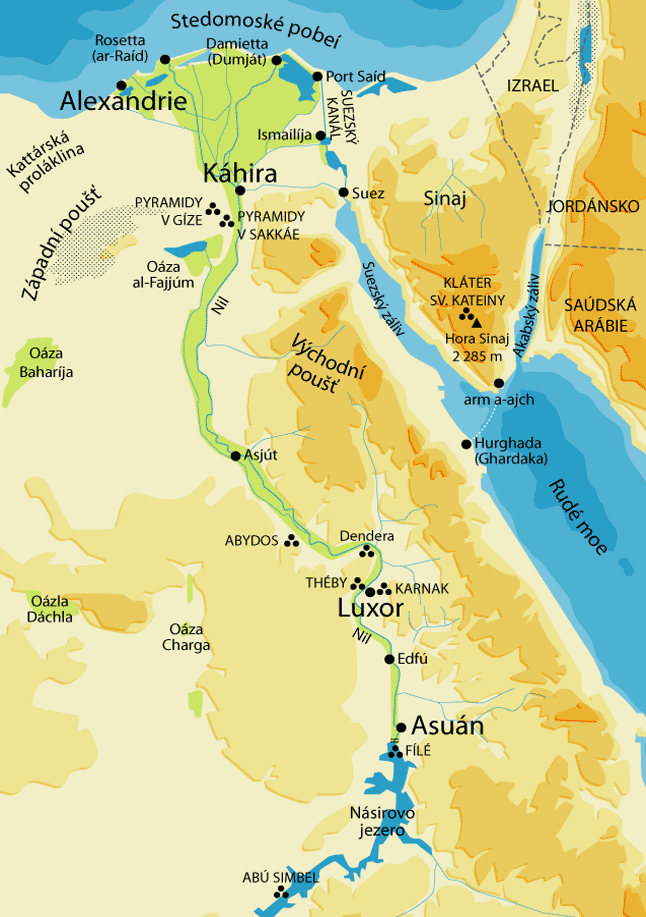 Stedomoské pobeí
Rosetta
(ar-Raíd)
Damietta
(Dumját)
Port Saíd
Alexandrie
SUEZSKÝ
KANÁL
IZRAEL
Ismailíja
Kattárská
proláklina
Káhira
Suez
Sinaj
JORDÁNSKO
PYRAMIDY
V GÍZE
PYRAMIDY
V SAKKÁE
Západní poušť
Oáza
al-Fajjúm
Nil
Suezský záliv
KLÁTER
SV. KATEINY
Hora Sinaj
2 285 m
Akabský záliv
SAÚDSKÁ
ARÁBIE
Východní
poušť
Oáza
Baharíja
arm a-ajch
Hurghada
(Ghardaka)
Asjút
Rudé moe
ABYDOS
Dendera
THÉBY
KARNAK
Luxor
Oázla
Dáchla
Oáza
Charga
Nil
Edfú
Asuán
FÍLÉ
Násirovo
jezero
ABÚ SIMBEL